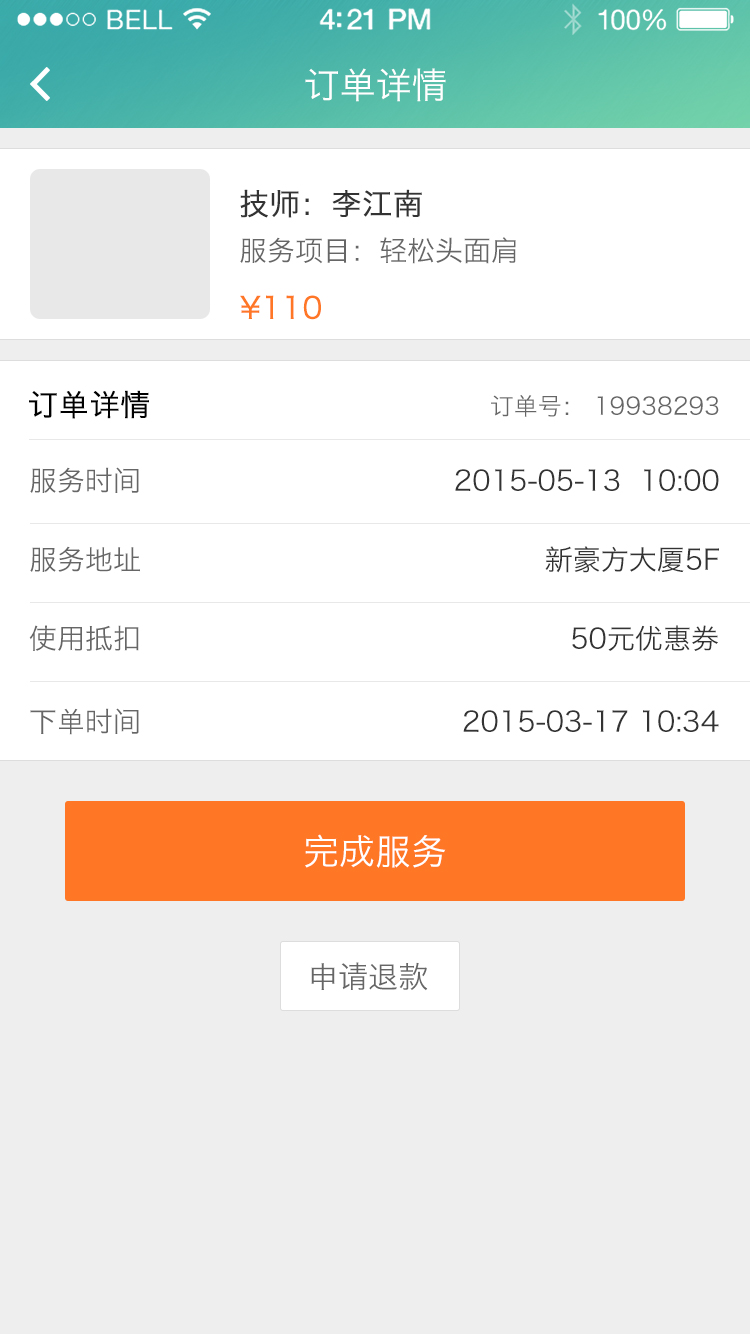 BELL 4:21 PM 100%
订单详情
技师：李江南
服务项目：轻松头面肩
¥110
订单详情 订单号： 19938293
服务时间 2015-05-13 10:00
服务地址 新豪方大厦5F
使用抵扣 50元优惠券
下单时间 2015-03-17 10:34
完成服务
申请退款